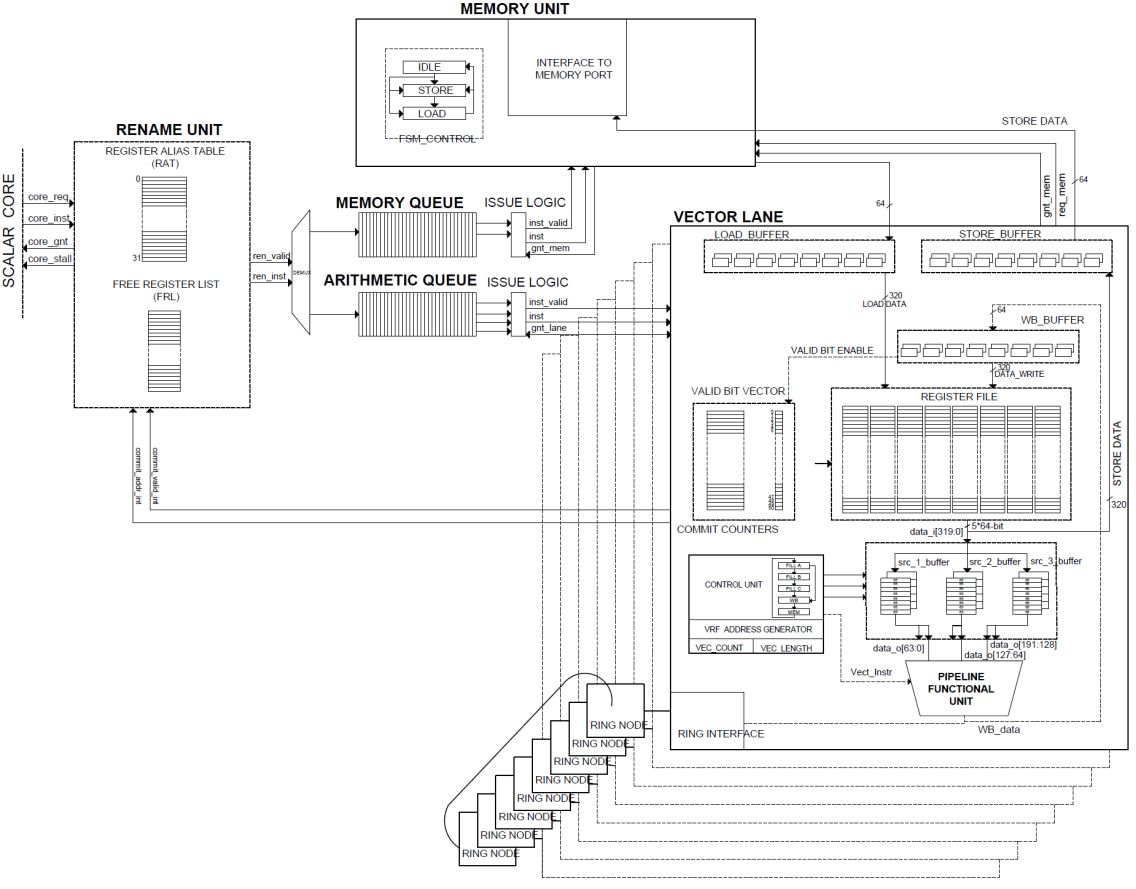 MEMORY UNIT
INTERFACE TO
MEMORY PORT
IDLE
STORE
LOAD
FSM_CONTROL
STORE DATA
RENAME UNIT
REGISTER ALIAS TABLE
(RAT)
0
31
FREE REGISTER LIST
(FRL)
SCALAR CORE
core_req
core_inst
core_gnt
core_stall
ren_valid
ren_inst
DEMUX
MEMORY QUEUE
ISSUE LOGIC
inst_valid
inst
gnt_mem
ARITHMETIC QUEUE
ISSUE LOGIC
inst_valid
inst
gnt_lane
commit_addr_int
commit_valid_int
64
gnt_mem
req_mem
64
VECTOR LANE
LOAD_BUFFER
STORE_BUFFER
320
LOAD DATA
64
WB_BUFFER
VALID BIT ENABLE
320
DATA_WRITE
VALID BIT VECTOR
REGISTER FILE
COMMIT COUNTERS
STORE DATA
320
5*64-bit
data_i[319:0]
src_1_buffer
src_2_buffer
src_3_buffer
CONTROL UNIT
FILL A
FILL B
FILL C
WB
MEM
VRF ADDRESS GENERATOR
VEC_COUNT
VEC_LENGTH
data_o[63:0]
data_o[127:64]
data_o[191:128]
Vect_Instr
PIPELINE
FUNCTIONAL
UNIT
WB_data
RING INTERFACE
RING NODE
RING NODE
RING NODE
RING NODE
RING NODE
RING NODE
RING NODE
RING NODE